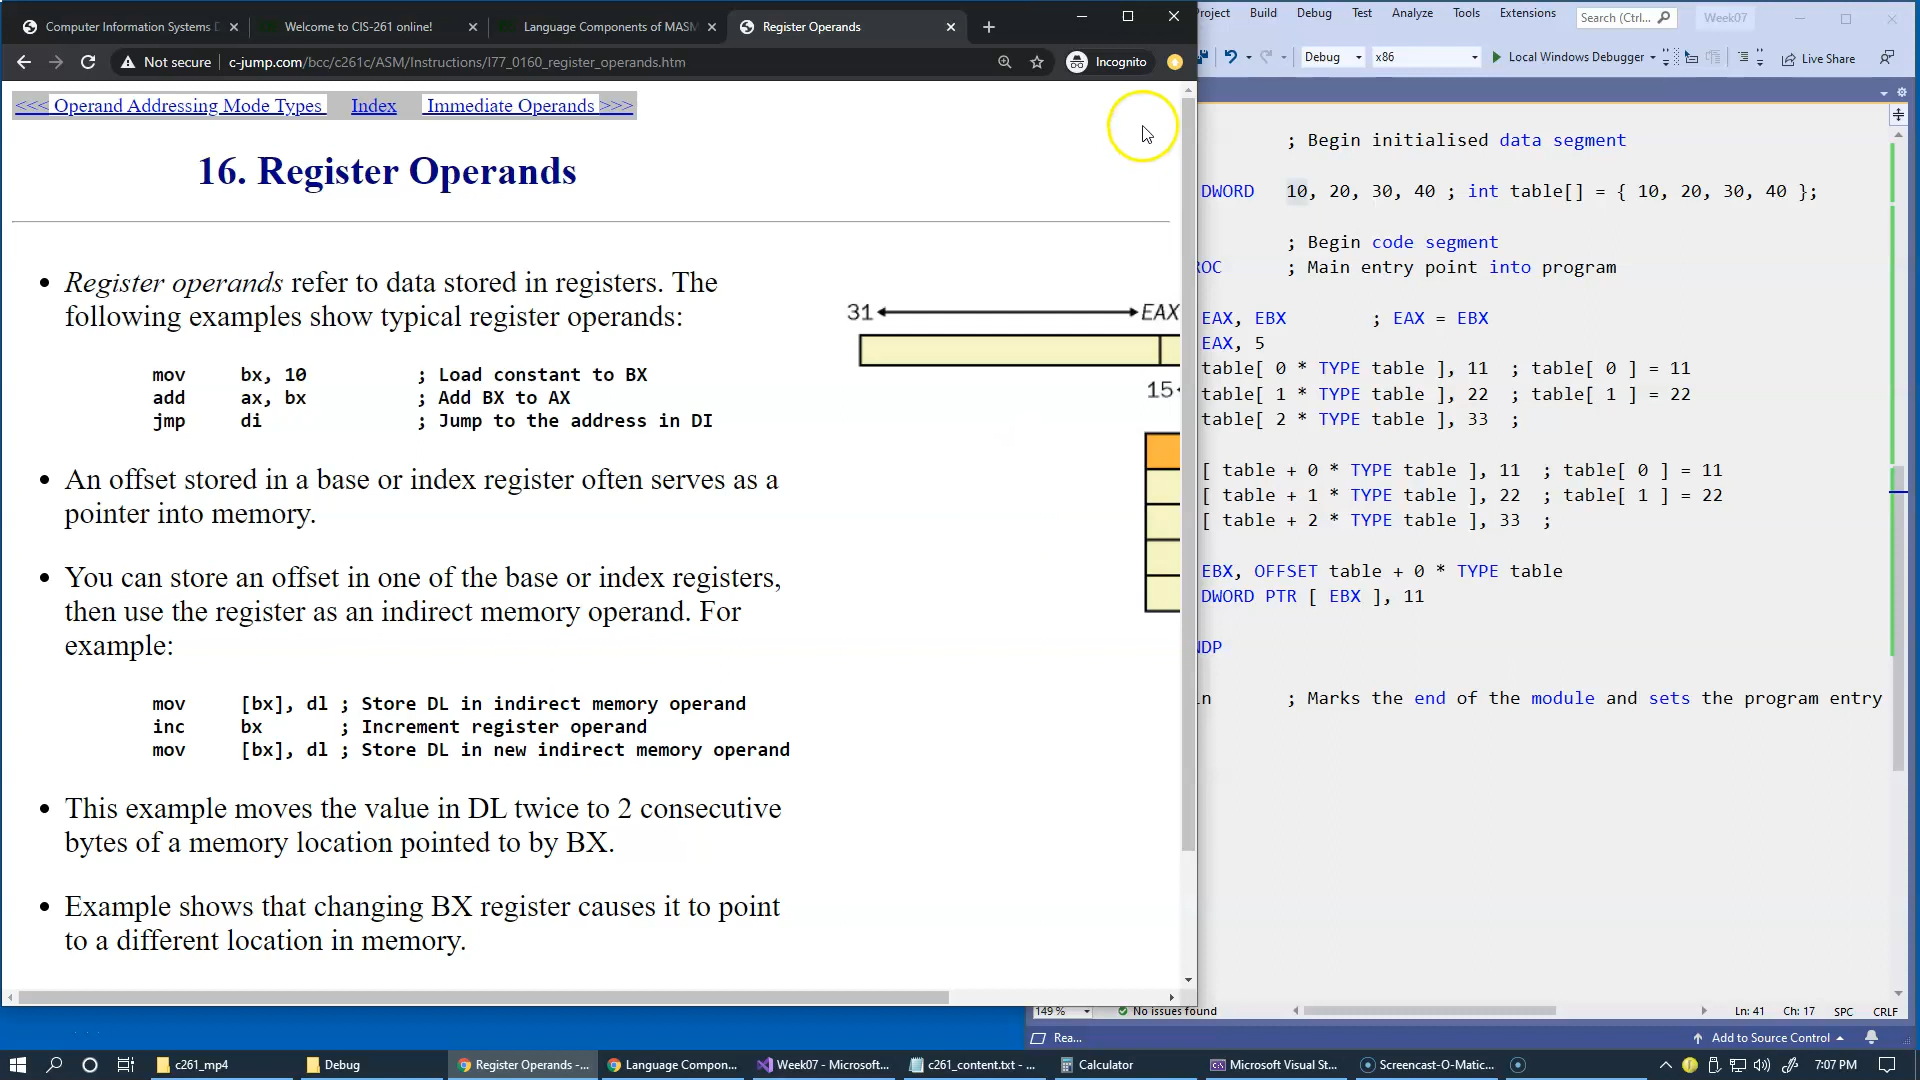 Computer Information Systems D
Welcome to CIS-261 online!
Language Components of MASM
Register Operands
Not secure
c-jump.com/bcc/c261c/ASM/Instructions/I77_0160_register_operands.htm
Incognito
<<< Operand Addressing Mode Types Index Immediate Operands >>>
16. Register Operands
• Register operands refer to data stored in registers. The
following examples show typical register operands:
mov bx, 10 ; Load constant to BX
add ax, bx ; Add BX to AX
jmp di ; Jump to the address in DI
• An offset stored in a base or index register often serves as a
pointer into memory.
• You can store an offset in one of the base or index registers,
then use the register as an indirect memory operand. For
example:
mov [bx], dl ; Store DL in indirect memory operand
inc bx ; Increment register operand
mov [bx], dl ; Store DL in new indirect memory operand
• This example moves the value in DL twice to 2 consecutive
bytes of a memory location pointed to by BX.
• Example shows that changing BX register causes it to point
to a different location in memory.
31
EAX
15
roject Build Debug Test Analyze Tools Extensions
Search (Ctrl...
Week07
Debug
x86
Local Windows Debugger
Live Share
; Begin initialised data segment
DWORD 10, 20, 30, 40 ; int table[] = { 10, 20, 30, 40 };
; Begin code segment
ROC ; Main entry point into program
EAX, EBX ; EAX = EBX
EAX, 5
table[ 0 * TYPE table ], 11 ; table[ 0 ] = 11
table[ 1 * TYPE table ], 22 ; table[ 1 ] = 22
table[ 2 * TYPE table ], 33 ;
[ table + 0 * TYPE table ], 11 ; table[ 0 ] = 11
[ table + 1 * TYPE table ], 22 ; table[ 1 ] = 22
[ table + 2 * TYPE table ], 33 ;
EBX, OFFSET table + 0 * TYPE table
DWORD PTR [ EBX ], 11
NDP
in ; Marks the end of the module and sets the program entry
149 %
No issues found
Ln: 41 Ch: 17 SPC CRLF
Rea...
Add to Source Control
c261_mp4
Debug
Register Operands -...
Language Compon...
Week07 - Microsoft...
c261_content.txt - ...
Calculator
Microsoft Visual St...
Screencast-O-Matic...
7:07 PM